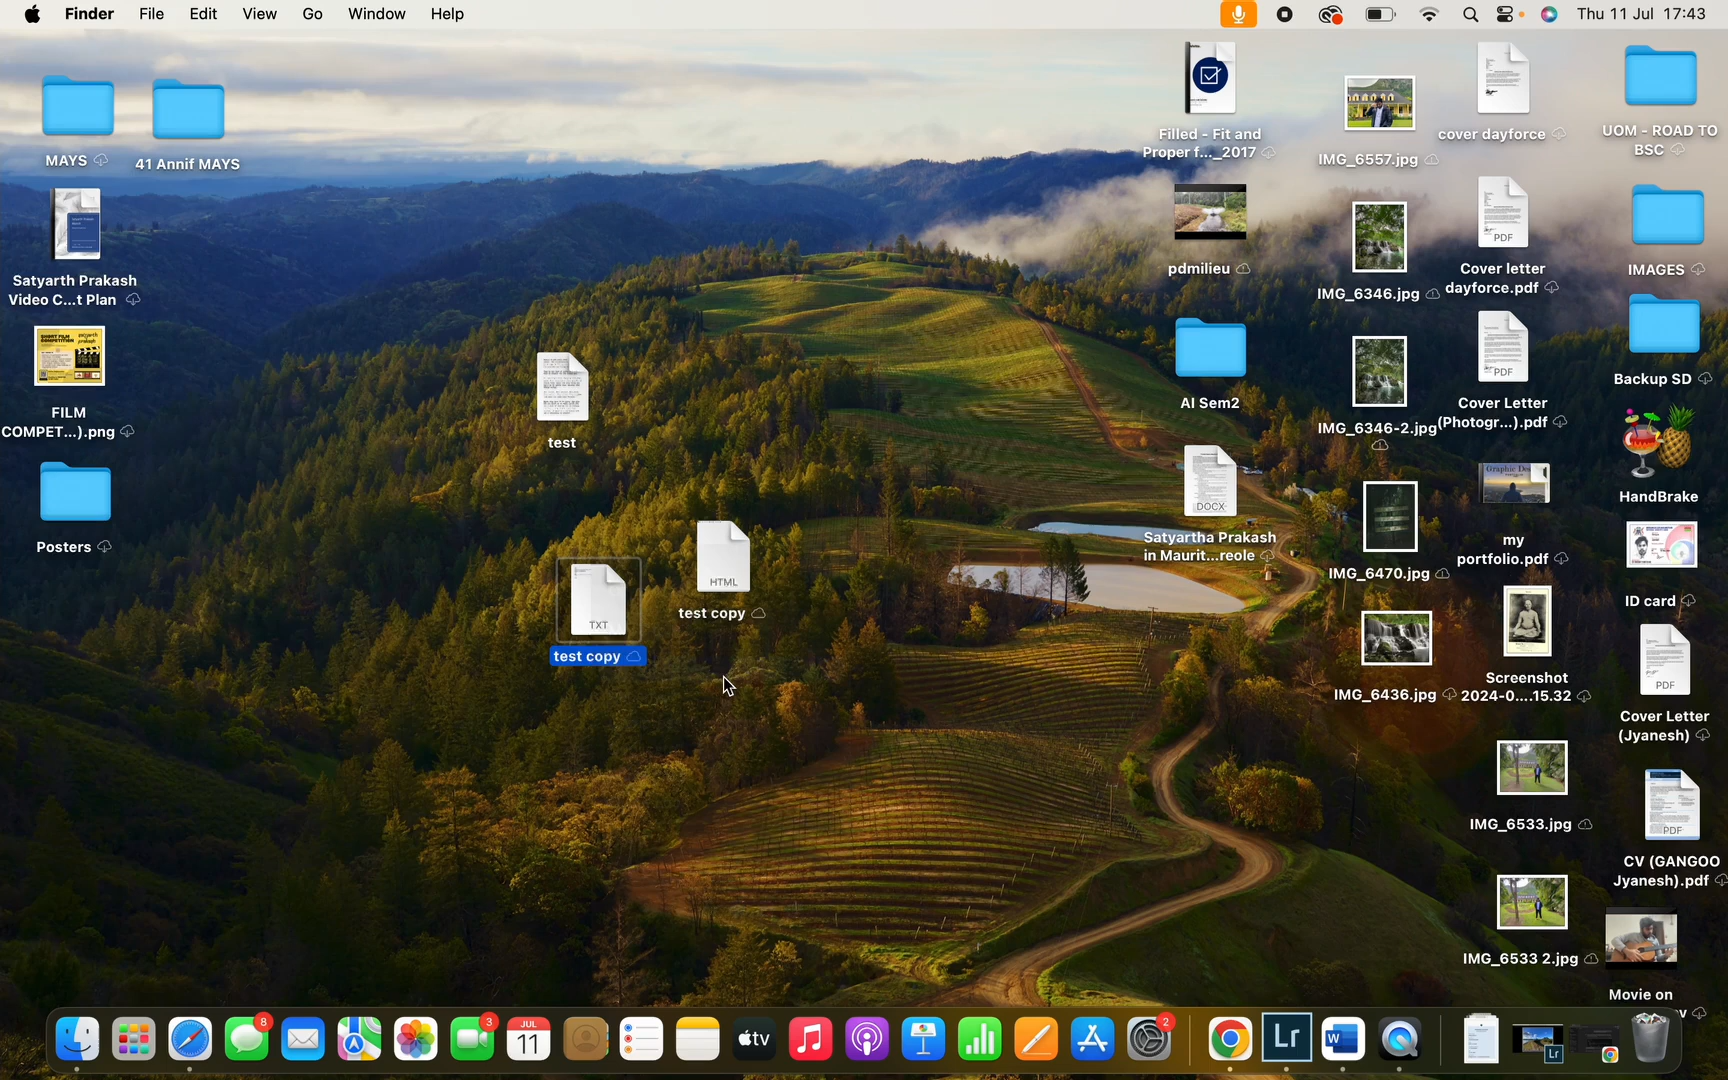 Finder File Edit View Go Window Help
Thu 11 Jul 17:43
MAYS
41 Annif MAYS
Satyarth Prakash
Video C...t Plan
FILM
COMPET...).png
Posters
test
TXT
test copy
HTML
test copy
Filled - Fit and
Proper f..._2017
pdmilieu
AI Sem2
DOCX
Satyartha Prakash
in Maurit...reole
IMG_6557.jpg
IMG_6346.jpg
IMG_6346-2.jpg
IMG_6470.jpg
IMG_6436.jpg
cover dayforce
PDF
Cover letter
dayforce.pdf
PDF
Cover Letter
(Photogr...).pdf
my
portfolio.pdf
Screenshot
2024-0....15.32
IMG_6533.jpg
IMG_6533 2.jpg
UOM - ROAD TO
BSC
IMAGES
Backup SD
HandBrake
ID card
PDF
Cover Letter
(Jyanesh)
PDF
CV (GANGOO
Jyanesh).pdf
Movie on
8
3
JUL
11
tv
2
Lr
W
Lr